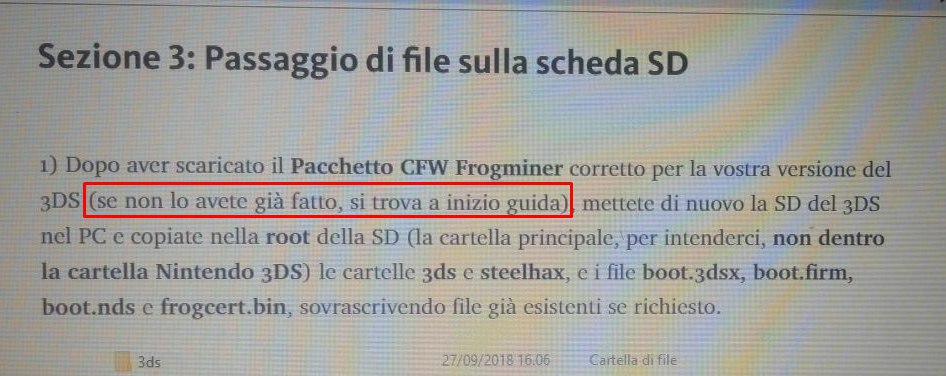 Sezione 3: Passaggio di file sulla scheda SD
1) Dopo aver scaricato il Pacchetto CFW Frogminer corretto per la vostra versione del
3DS (se non lo avete già fatto, si trova a inizio guida), mettete di nuovo la SD del 3DS
nel PC e copiate nella root della SD (la cartella principale, per intenderci, non dentro
la cartella Nintendo 3DS) le cartelle 3ds e steelhax, e i file boot.3dsx, boot.firm,
boot.nds e frogcert.bin, sovrascrivendo file già esistenti se richiesto.
3ds 27/09/2018 16.06 Cartella di file